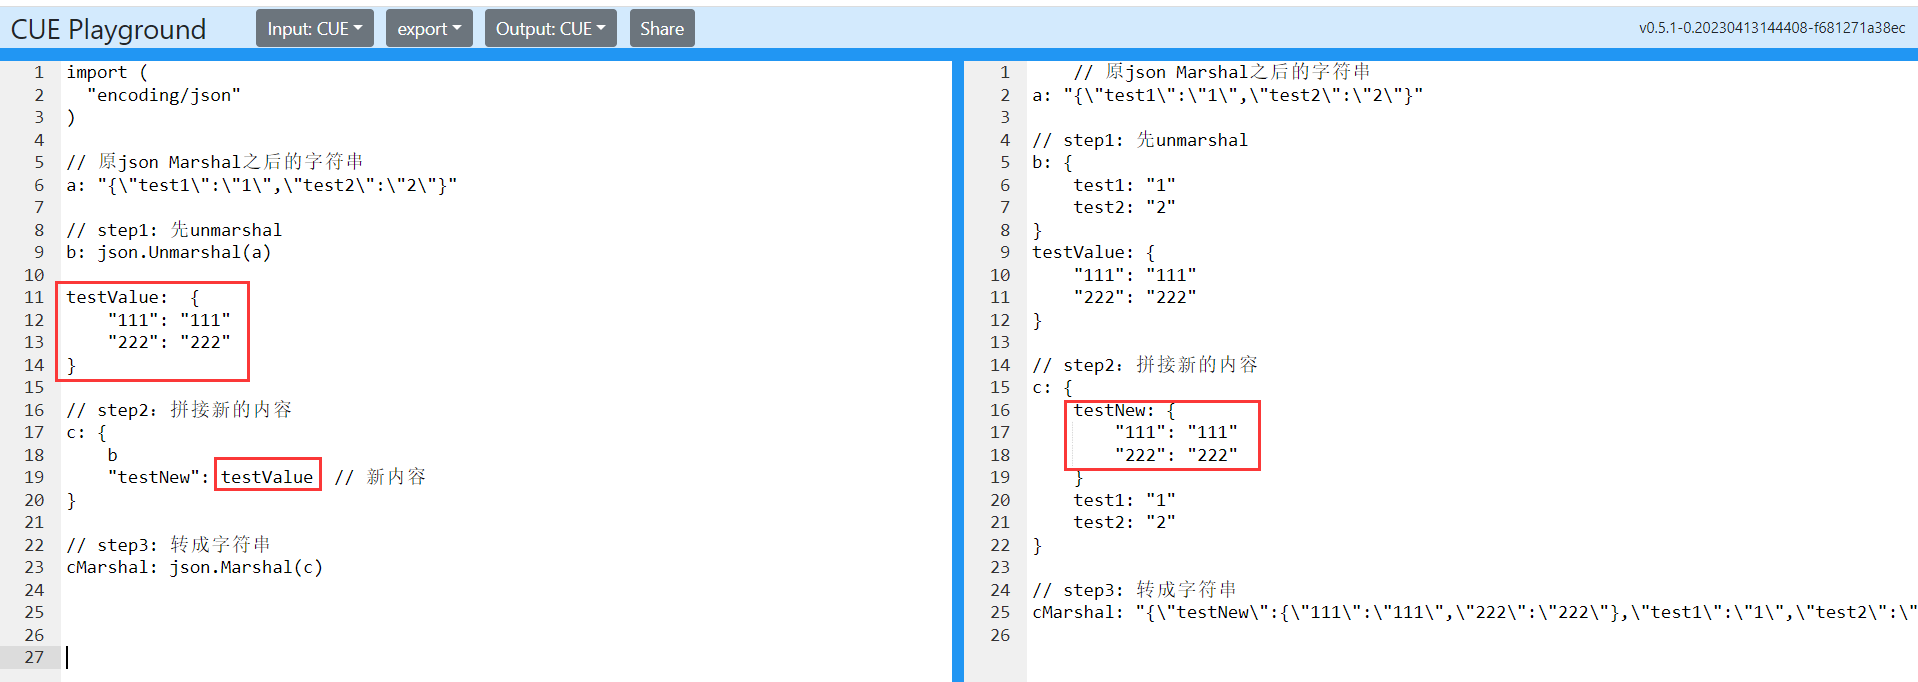 CUE Playground
Input: CUE
export
Output: CUE
Share
v0.5.1-0.20230413144408-f681271a38ec
1 import (
2   "encoding/json"
3 )
4
5 // 原json Marshal之后的字符串
6 a: "{\"test1\":\"1\",\"test2\":\"2\"}"
7
8 // step1: 先unmarshal
9 b: json.Unmarshal(a)
10
11 testValue:  {
12     "111": "111"
13     "222": "222"
14 }
15
16 // step2: 拼接新的内容
17 c: {
18     b
19     "testNew": testValue  // 新内容
20 }
21
22 // step3: 转成字符串
23 cMarshal: json.Marshal(c)
24
25
26
27
1     // 原json Marshal之后的字符串
2 a: "{\"test1\":\"1\",\"test2\":\"2\"}"
3
4 // step1: 先unmarshal
5 b: {
6     test1: "1"
7     test2: "2"
8 }
9 testValue: {
10     "111": "111"
11     "222": "222"
12 }
13
14 // step2: 拼接新的内容
15 c: {
16     testNew: {
17         "111": "111"
18         "222": "222"
19     }
20     test1: "1"
21     test2: "2"
22 }
23
24 // step3: 转成字符串
25 cMarshal: "{\"testNew\":{\"111\":\"111\",\"222\":\"222\"},\"test1\":\"1\",\"test2\":\"
26